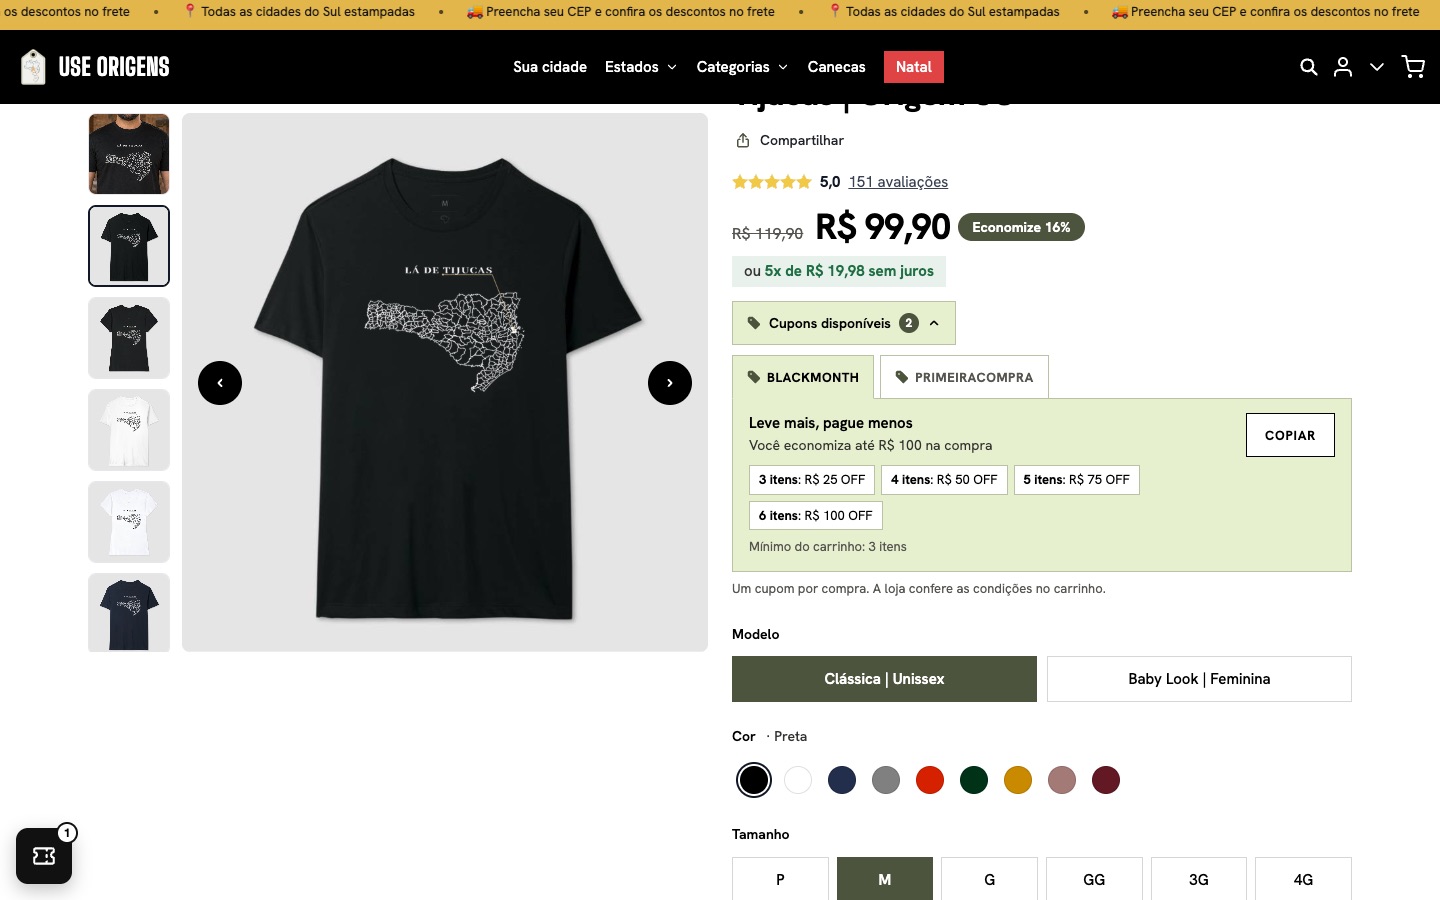 os descontos no frete • 📍 Todas as cidades do Sul estampadas • 🚚 Preencha seu CEP e confira os descontos no frete • 📍 Todas as cidades do Sul estampadas • 🚚 Preencha seu CEP e confira os descontos no frete
USE ORIGENS
Sua cidade Estados Categorias Canecas Natal
Compartilhar
5,0 151 avaliações
R$ 119,90 R$ 99,90 Economize 16%
ou 5x de R$ 19,98 sem juros
LÁ DE TIJUCAS
M
Cupons disponíveis 2
BLACKMONTH PRIMEIRACOMPRA
Leve mais, pague menos
Você economiza até R$ 100 na compra
COPIAR
3 itens: R$ 25 OFF 4 itens: R$ 50 OFF 5 itens: R$ 75 OFF
6 itens: R$ 100 OFF
Mínimo do carrinho: 3 itens
Um cupom por compra. A loja confere as condições no carrinho.
Modelo
Clássica | Unissex Baby Look | Feminina
Cor · Preta
Tamanho
P M G GG 3G 4G
1